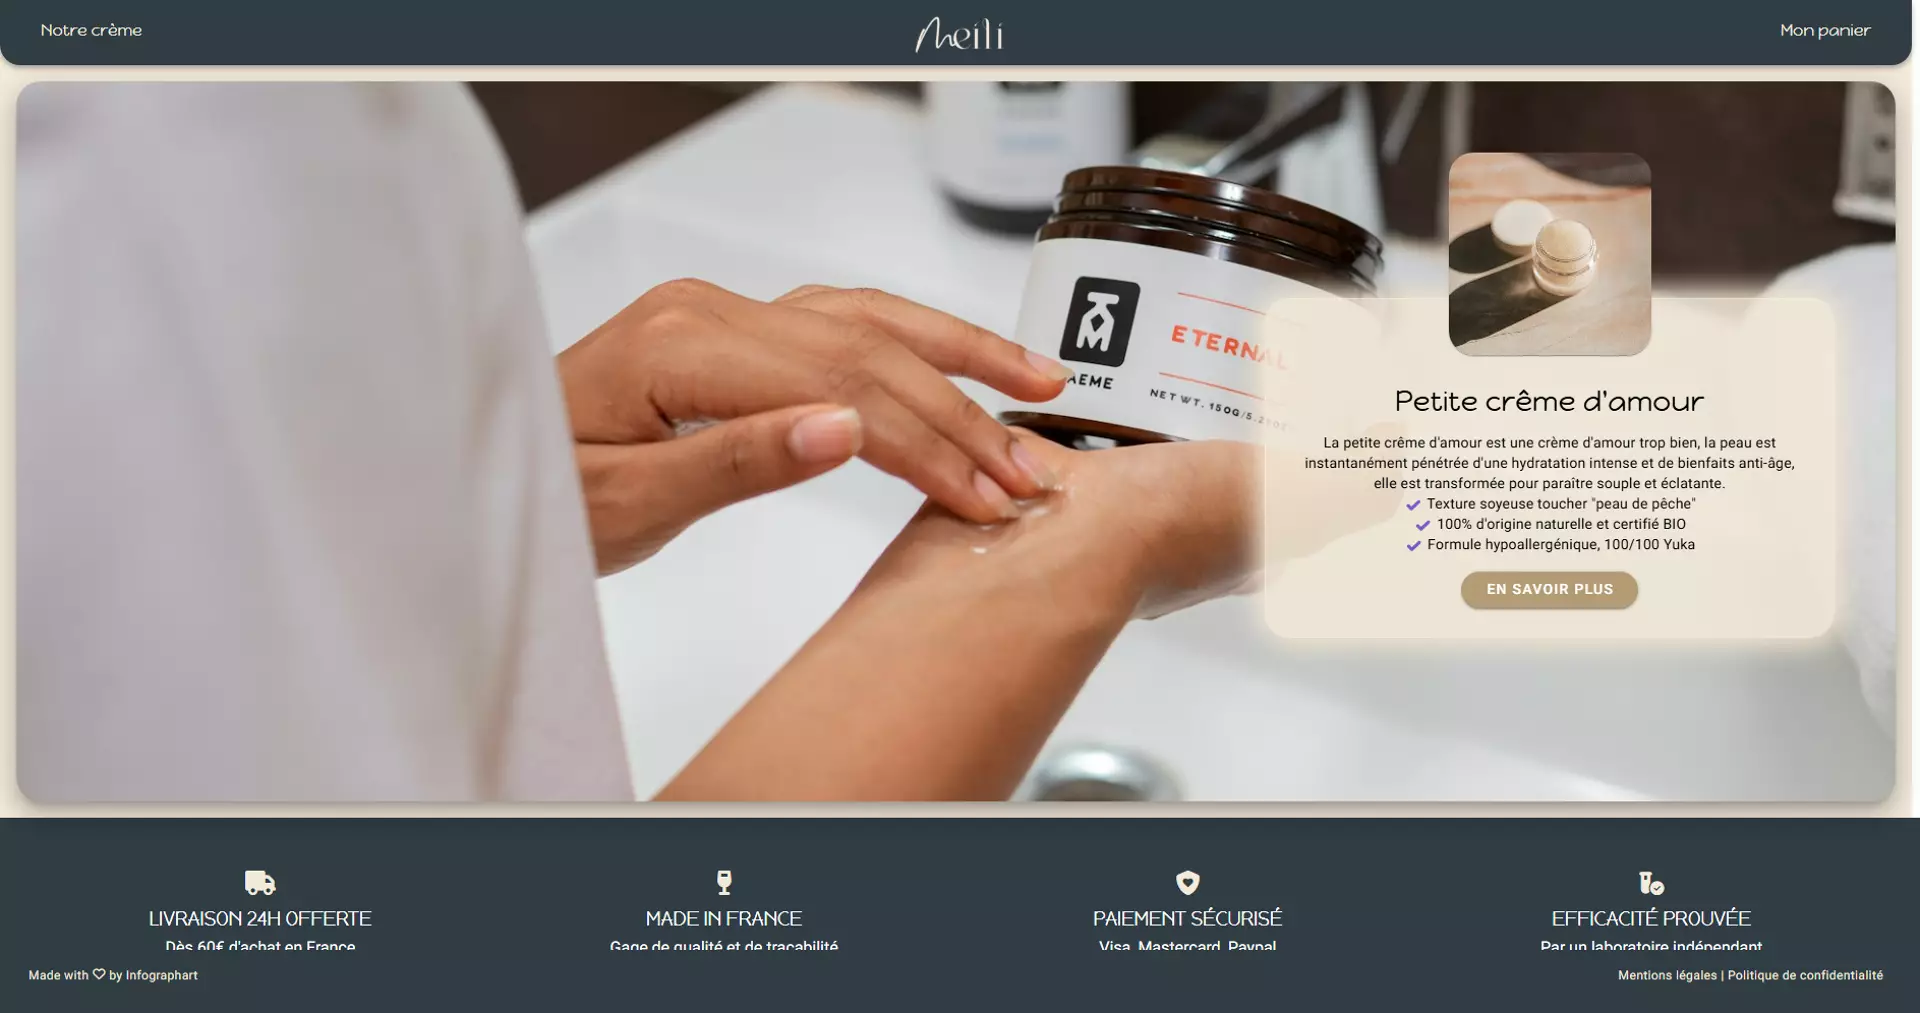 Notre crème
Meili
Mon panier
AEME
ETERNAL
NET WT. 150G/5.
Petite crême d'amour
La petite crême d'amour est une crème d'amour trop bien, la peau est
instantanément pénétrée d'une hydratation intense et de bienfaits anti-âge,
elle est transformée pour paraître souple et éclatante.
Texture soyeuse toucher "peau de pêche"
100% d'origine naturelle et certifié BIO
Formule hypoallergénique, 100/100 Yuka
EN SAVOIR PLUS
LIVRAISON 24H OFFERTE
Dès 60€ d'achat en France
MADE IN FRANCE
Gage de qualité et de traçabilité
PAIEMENT SÉCURISÉ
Visa, Mastercard, Paypal
EFFICACITÉ PROUVÉE
Par un laboratoire indépendant
Made with ♡ by Infographart
Mentions légales | Politique de confidentialité